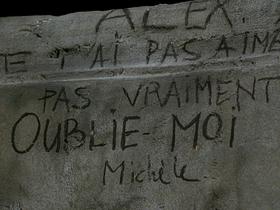 ALEX.
JE T'AI PAS AIMÉ
PAS VRAIMENT
OUBLIE-MOI
Michèle